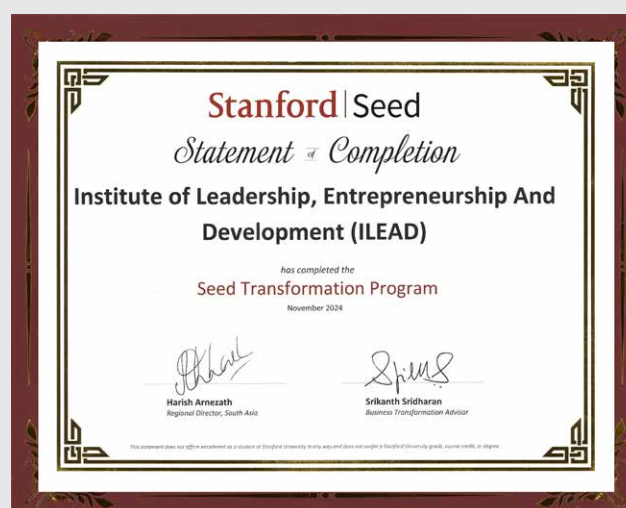 Stanford | Seed
Statement of Completion
Institute of Leadership, Entrepreneurship And
Development (ILEAD)
has completed the
Seed Transformation Program
November 2024
Harish Arnezath
Regional Director, South Asia
Srikanth Sridharan
Business Transformation Advisor
This statement does not affirm enrollment as a student at Stanford University in any way and does not confer a Stanford University grade, course credit, or degree.